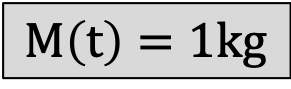 M(t) = 1kg